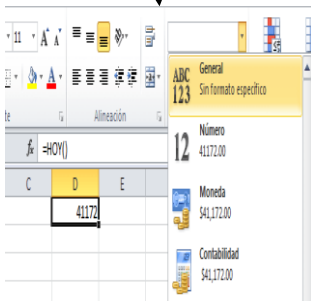 11
A A
ABC
123
General
Sin formato específico
Alineación
12
Número
41172.00
fx =HOY()
C D E
Moneda
$41,172.00
41172
Contabilidad
$41,172.00